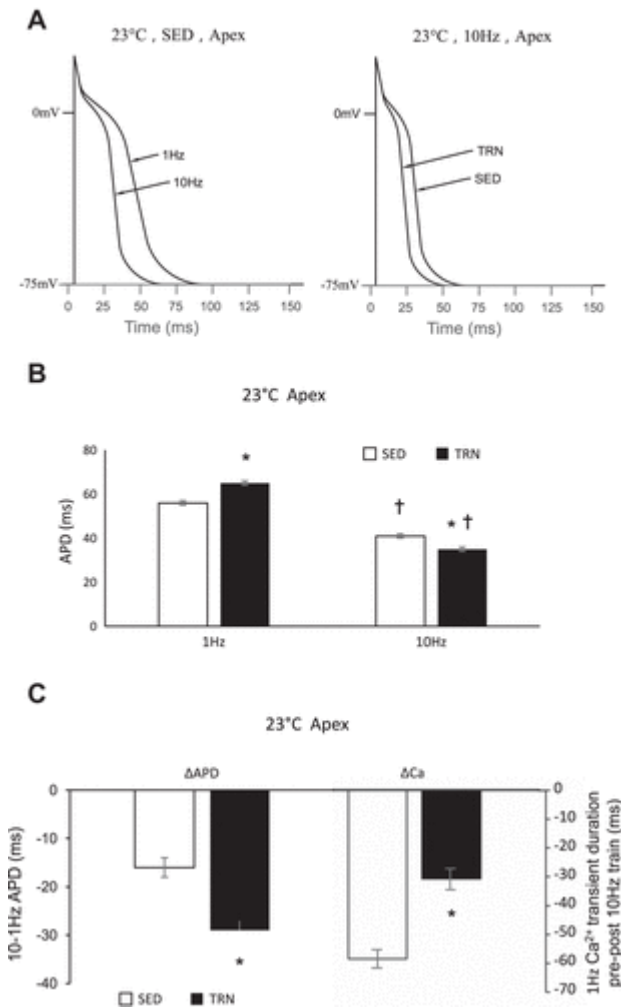 A
23°C , SED , Apex
23°C , 10Hz , Apex
0mV
1Hz
10Hz
-75mV
0 25 50 75 100 125 150
Time (ms)
0mV
TRN
SED
-75mV
0 25 50 75 100 125 150
Time (ms)
B
23°C Apex
SED TRN
APD (ms)
80
60
40
20
0
*
†
* †
1Hz
10Hz
C
23°C Apex
ΔAPD
ΔCa
10-1Hz APD (ms)
0
-10
-20
-30
-40
*
*
0
-10
-20
-30
-40
-50
-60
-70
1Hz Ca²⁺ transient duration
pre-post 10Hz train (ms)
SED TRN